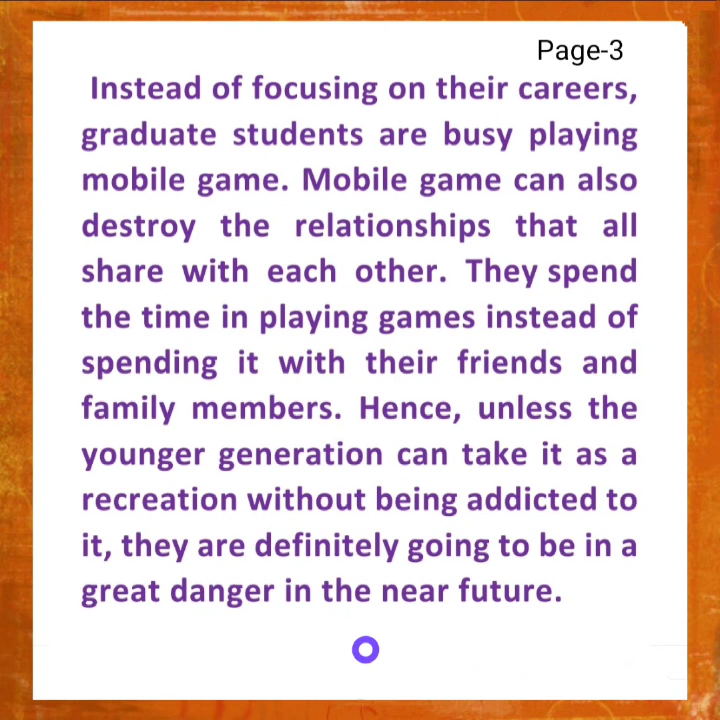 Page-3
Instead of focusing on their careers,
graduate students are busy playing
mobile game. Mobile game can also
destroy the relationships that all
share with each other. They spend
the time in playing games instead of
spending it with their friends and
family members. Hence, unless the
younger generation can take it as a
recreation without being addicted to
it, they are definitely going to be in a
great danger in the near future.